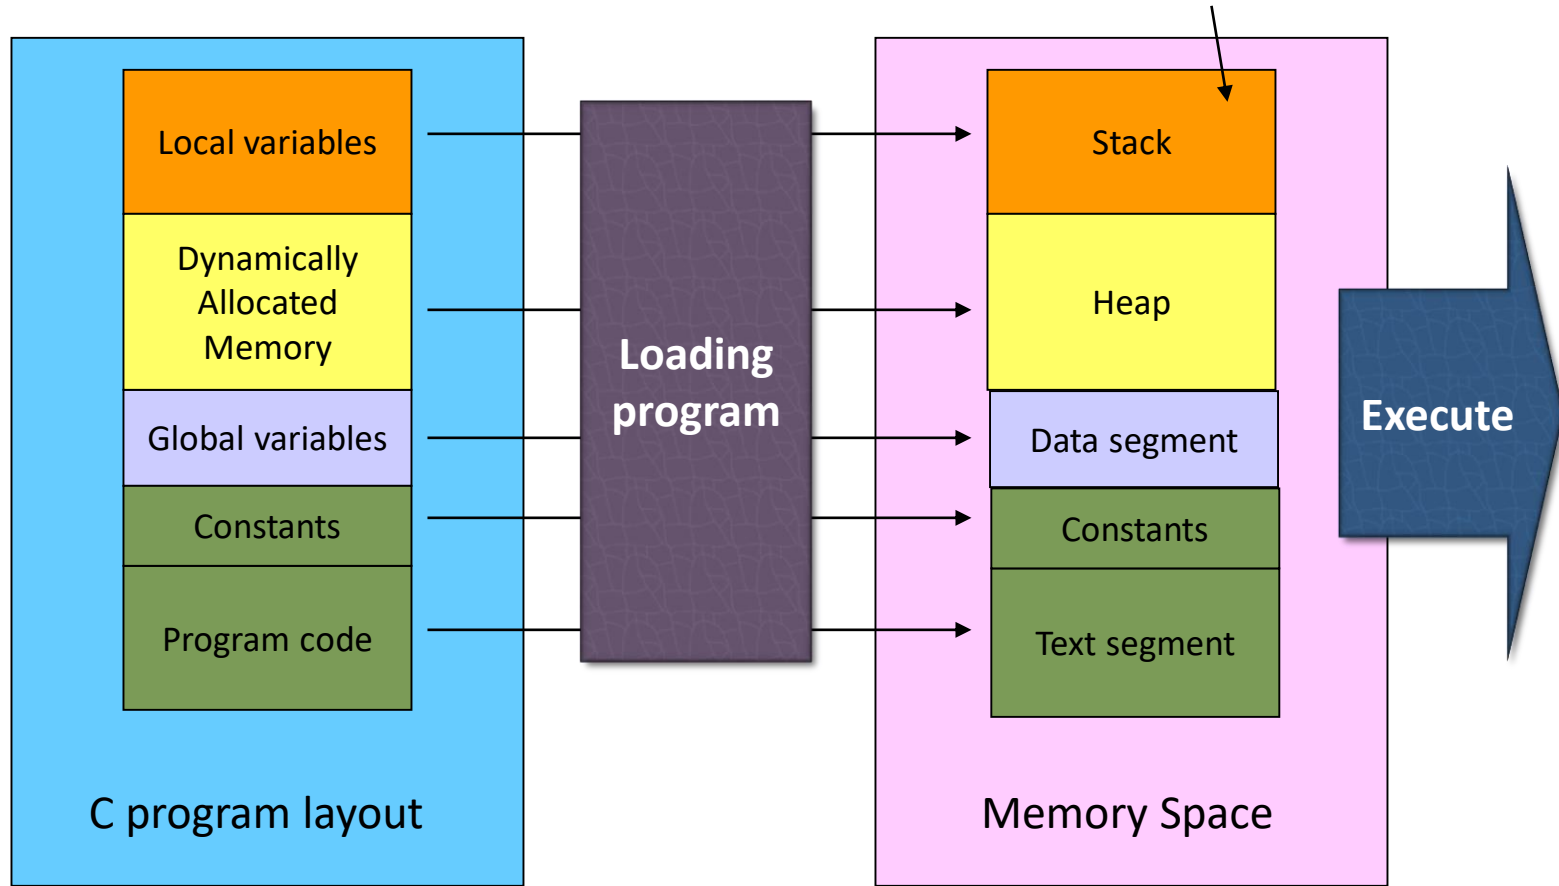 Local variables
Dynamically
Allocated
Memory
Global variables
Constants
Program code
C program layout
Loading
program
Stack
Heap
Data segment
Constants
Text segment
Memory Space
Execute